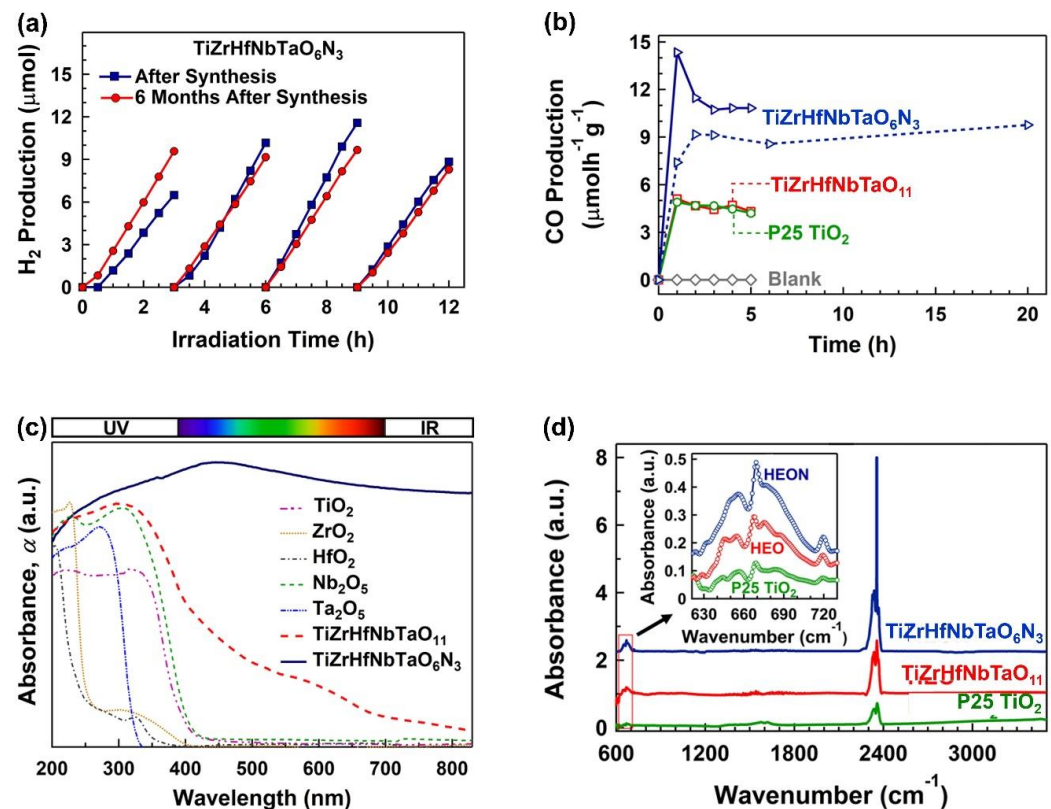 (a)
TiZrHfNbTaO₆N₃
After Synthesis
6 Months After Synthesis
H₂ Production (μmol)
15
12
9
6
3
0
0 2 4 6 8 10 12
Irradiation Time (h)
(b)
CO Production
(μmolh⁻¹g⁻¹)
15
12
9
6
3
0
TiZrHfNbTaO₆N₃
TiZrHfNbTaO₁₁
P25 TiO₂
Blank
0 5 10 15 20
Time (h)
(c)
UV
IR
Absorbance, α (a.u.)
TiO₂
ZrO₂
HfO₂
Nb₂O₅
Ta₂O₅
TiZrHfNbTaO₁₁
TiZrHfNbTaO₆N₃
200 300 400 500 600 700 800
Wavelength (nm)
(d)
Absorbance (a.u.)
8
6
4
2
0
Absorbance (a.u.)
0.5
0.4
0.3
0.2
0.1
0
HEON
HEO
P25 TiO₂
630 660 690 720
Wavenumber (cm⁻¹)
TiZrHfNbTaO₆N₃
TiZrHfNbTaO₁₁
P25 TiO₂
600 1200 1800 2400 3000
Wavenumber (cm⁻¹)